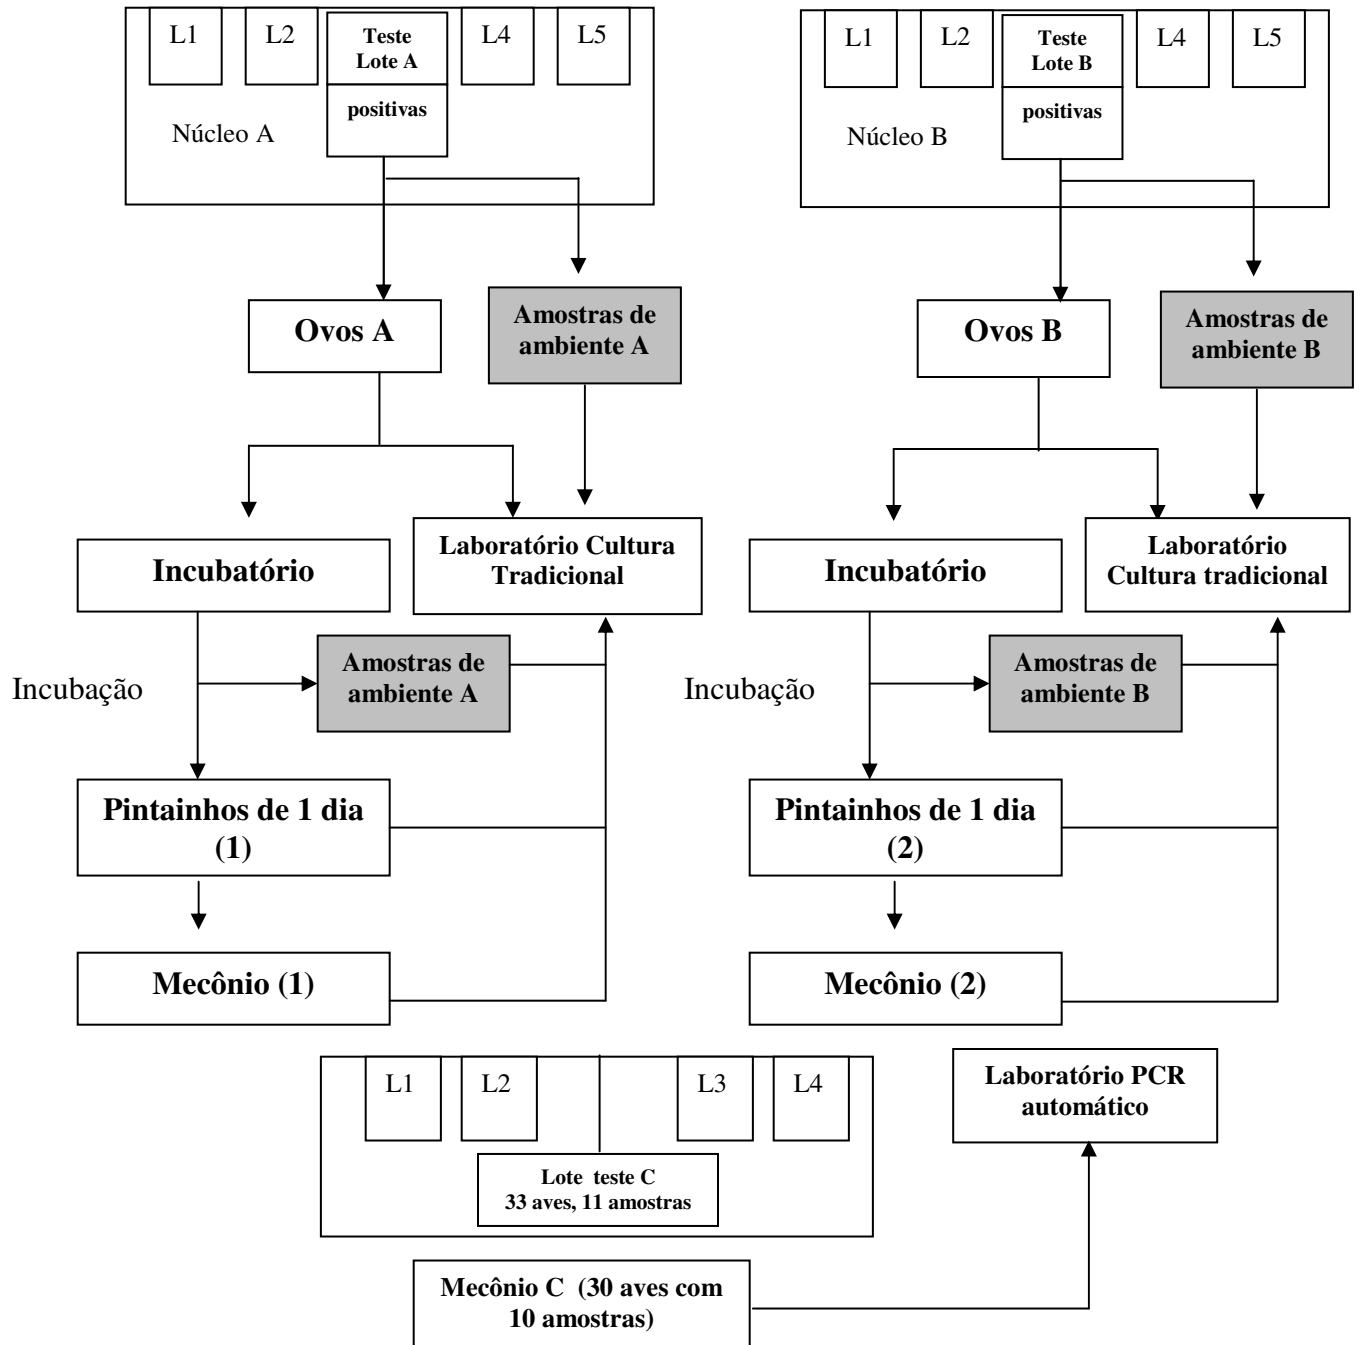 L1
L2
Teste
Lote A
L4
L5
positivas
Núcleo A
L1
L2
Teste
Lote B
L4
L5
positivas
Núcleo B
Ovos A
Amostras de
ambiente A
Ovos B
Amostras de
ambiente B
Incubatório
Laboratório Cultura
Tradicional
Incubatório
Laboratório
Cultura tradicional
Incubação
Amostras de
ambiente A
Incubação
Amostras de
ambiente B
Pintainhos de 1 dia
(1)
Pintainhos de 1 dia
(2)
Mecônio (1)
Mecônio (2)
L1
L2
L3
L4
Lote teste C
33 aves, 11 amostras
Laboratório PCR
automático
Mecônio C (30 aves com
10 amostras)